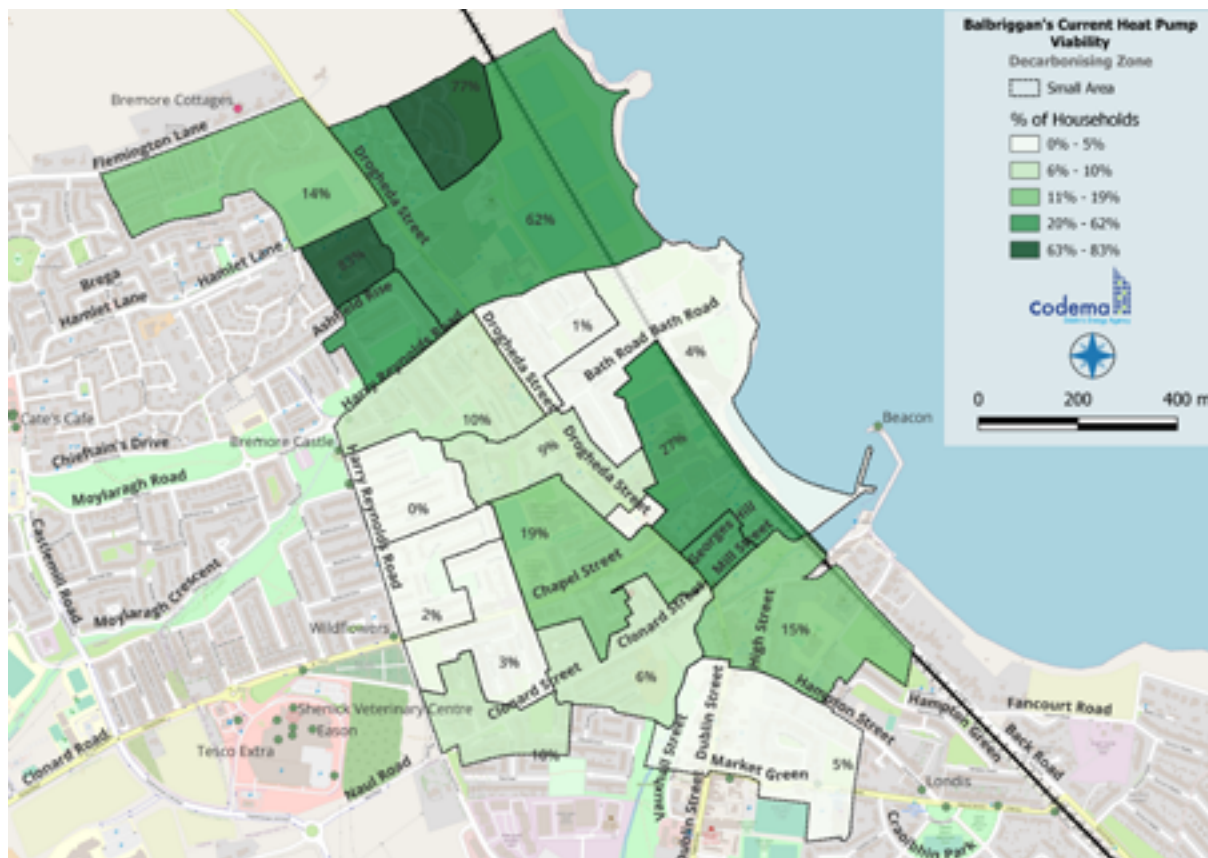 Balbriggan's Current Heat Pump
Viability
Decarbonising Zone
Small Area
% of Households
0% - 5%
6% - 10%
11% - 19%
20% - 62%
63% - 83%
codema
0 200 400 m
Bremore Cottages
Flemington Lane
77%
14%
Drogheda Street
62%
83%
Hamlet Lane
Brega
Hamlet Lane
Ashfield Rise
Harry Reynolds Road
Drogheda Street
1%
Bath Road
Bath Road
4%
Beacon
Cate's Cafe
Chieftain's Drive
Bremore Castle
10%
9%
Drogheda Street
27%
Moylaragh Road
Harry Reynolds Road
0%
19%
Georges Hill
Mill Street
Castlemill Road
Chapel Street
Moylaragh Crescent
2%
Clonard Street
High Street
15%
Wildflowers
3%
6%
Clonard Street
Hampton Street
Dublin Street
Hampton Green
Fancourt Road
Back Road
Shenick Veterinary Centre
Eason
Tesco Extra
Clonard Road
Naul Road
Market Green
5%
Londis
Dublin Street
Craoibhin Park